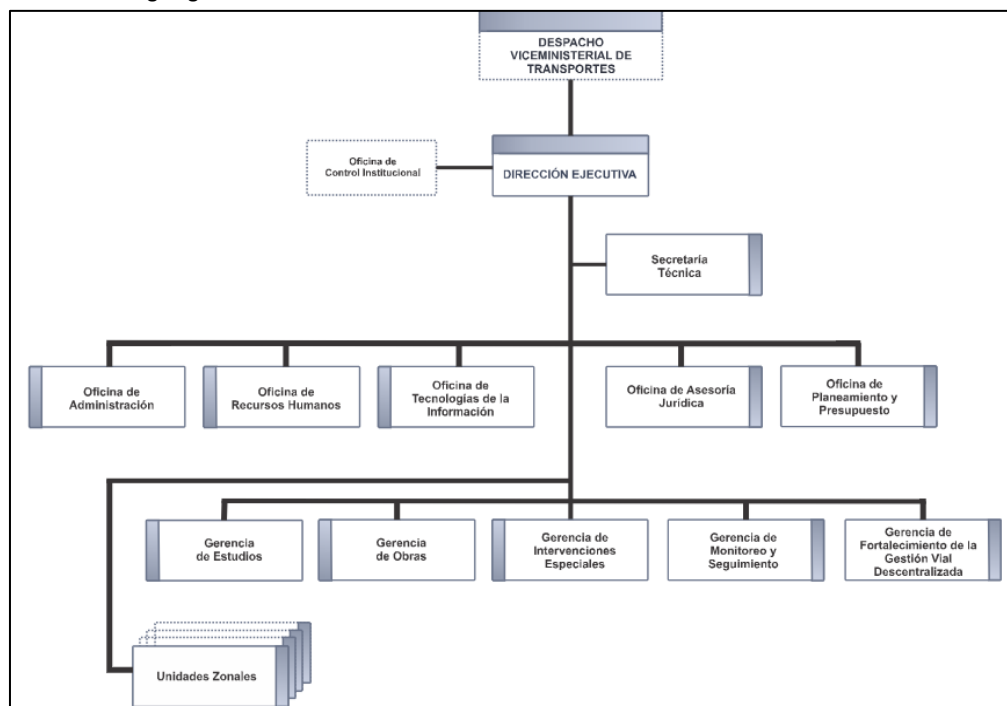 DESPACHO
VICEMINISTERIAL DE
TRANSPORTES
Oficina de
Control Institucional
DIRECCIÓN EJECUTIVA
Secretaría
Técnica
Oficina de
Administración
Oficina de
Recursos Humanos
Oficina de
Tecnologías de la
Información
Oficina de Asesoría
Jurídica
Oficina de
Planeamiento y
Presupuesto
Gerencia
de Estudios
Gerencia
de Obras
Gerencia de
Intervenciones
Especiales
Gerencia de
Monitoreo y
Seguimiento
Gerencia de
Fortalecimiento de la
Gestión Vial
Descentralizada
Unidades Zonales